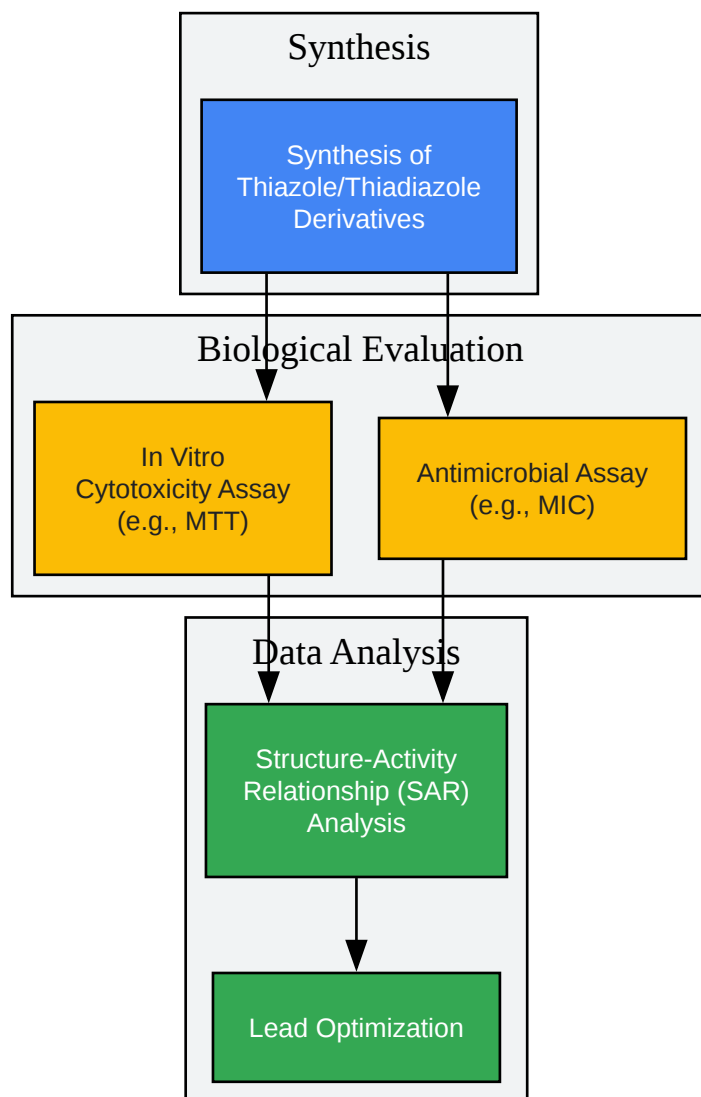 Synthesis
Synthesis of
Thiazole/Thiadiazole
Derivatives
Biological Evaluation
In Vitro
Cytotoxicity Assay
(e.g., MTT)
Antimicrobial Assay
(e.g., MIC)
Data Analysis
Structure-Activity
Relationship (SAR)
Analysis
Lead Optimization